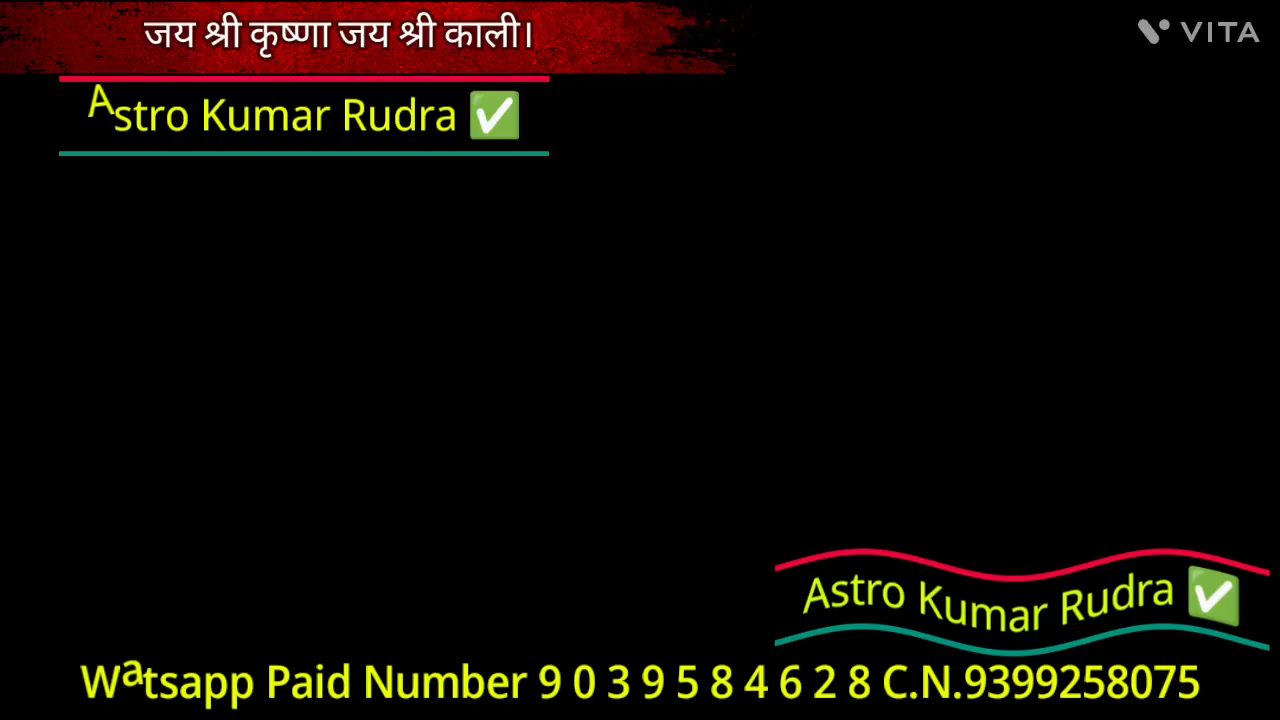 जय श्री कृष्णा जय श्री काली।
VITA
Astro Kumar Rudra ✅
Astro Kumar Rudra ✅
Watsapp Paid Number 9 0 3 9 5 8 4 6 2 8 C.N.9399258075